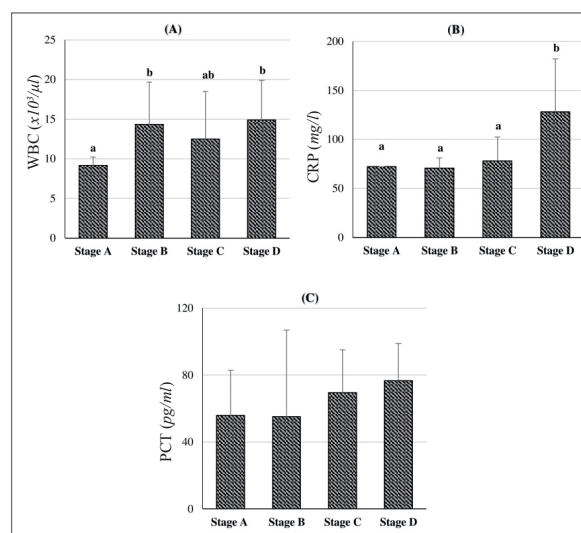 (A)
WBC (x10³/µl)
25
20
15
10
5
0
a
b
ab
b
Stage A Stage B Stage C Stage D
(B)
CRP (mg/l)
200
150
100
50
0
a
a
a
b
Stage A Stage B Stage C Stage D
(C)
PCT (pg/ml)
120
80
40
0
Stage A Stage B Stage C Stage D